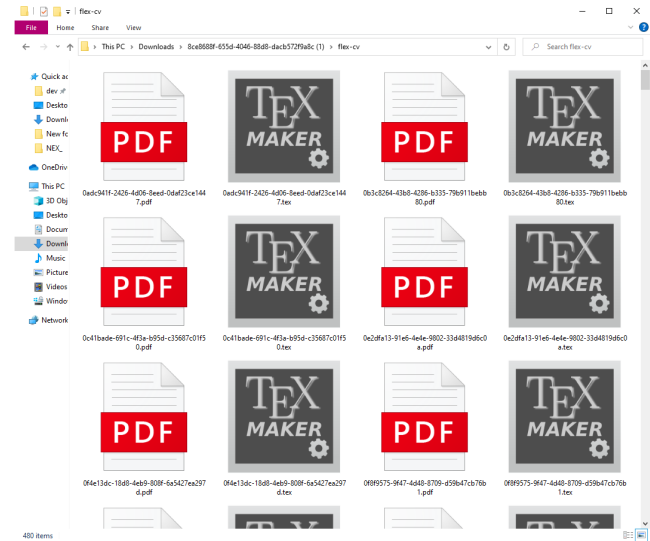 flex-cv
File Home Share View
This PC > Downloads > 8ce8688f-655d-4046-88d8-dacb572f9a8c (1) > flex-cv
Search flex-cv
Quick ac
dev
Deskto
Downlo
New fo
NEX_
OneDriv
This PC
3D Obj
Deskto
Docum
Downlo
Music
Picture
Videos
Windo
Network
PDF TEX MAKER PDF TEX MAKER
0adc941f-2426-4d06-8eed-0daf23ce144 0adc941f-2426-4d06-8eed-0daf23ce144 0b3c8264-43b8-4286-b335-79b911bebb 0b3c8264-43b8-4286-b335-79b911bebb
7.pdf 7.tex 80.pdf 80.tex
PDF TEX MAKER PDF TEX MAKER
0c41bade-691c-4f3a-b95d-c35687c01f5 0c41bade-691c-4f3a-b95d-c35687c01f5 0e2dfa13-91e6-4e4e-9802-33d4819d6c0 0e2dfa13-91e6-4e4e-9802-33d4819d6c0
0.pdf 0.tex a.pdf a.tex
PDF TEX MAKER PDF TEX MAKER
0f4e13dc-18d8-4eb9-808f-6a5427ea297 0f4e13dc-18d8-4eb9-808f-6a5427ea297 0f8f9575-9f47-4d48-8709-d59b47cb76b 0f8f9575-9f47-4d48-8709-d59b47cb76b
d.pdf d.tex 1.pdf 1.tex
480 items